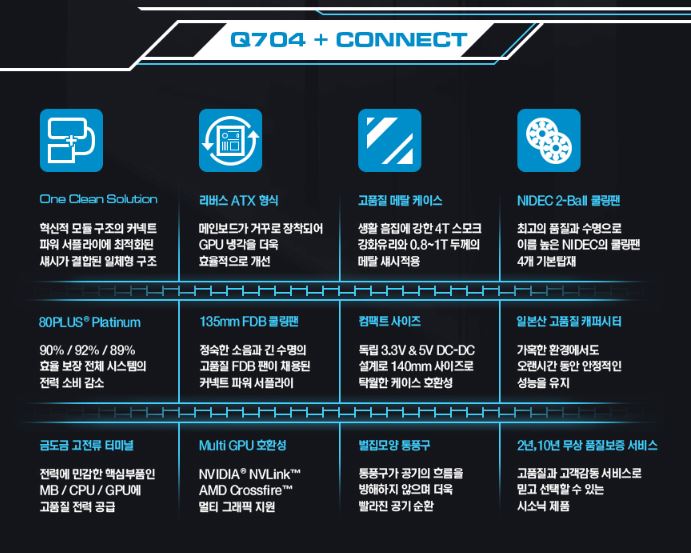 Q704 + CONNECT
One Clean Solution
혁신적 모듈 구조의 커넥트
파워 서플라이에 최적화된
섀시가 결합된 일체형 구조
리버스 ATX 형식
메인보드가 거꾸로 장착되어
GPU 냉각을 더욱
효율적으로 개선
고품질 메탈 케이스
생활 흠집에 강한 4T 스모크
강화유리와 0.8~1T 두께의
메탈 섀시적용
NIDEC 2-Ball 쿨링팬
최고의 품질과 수명으로
이름 높은 NIDEC의 쿨링팬
4개 기본탑재
80PLUS® Platinum
90% / 92% / 89%
효율 보장 전체 시스템의
전력 소비 감소
135mm FDB 쿨링팬
정숙한 소음과 긴 수명의
고품질 FDB 팬이 채용된
커넥트 파워 서플라이
컴팩트 사이즈
독립 3.3V & 5V DC-DC
설계로 140mm 사이즈로
탁월한 케이스 호환성
일본산 고품질 캐퍼시터
가혹한 환경에서도
오랜시간 동안 안정적인
성능을 유지
금도금 고전류 터미널
전력에 민감한 핵심부품인
MB / CPU / GPU에
고품질 전력 공급
Multi GPU 호환성
NVIDIA® NVLink™
AMD Crossfire™
멀티 그래픽 지원
벌집모양 통풍구
통풍구가 공기의 흐름을
방해하지 않으며 더욱
빨라진 공기 순환
2년,10년 무상 품질보증 서비스
고품질과 고객감동 서비스로
믿고 선택할 수 있는
시소닉 제품